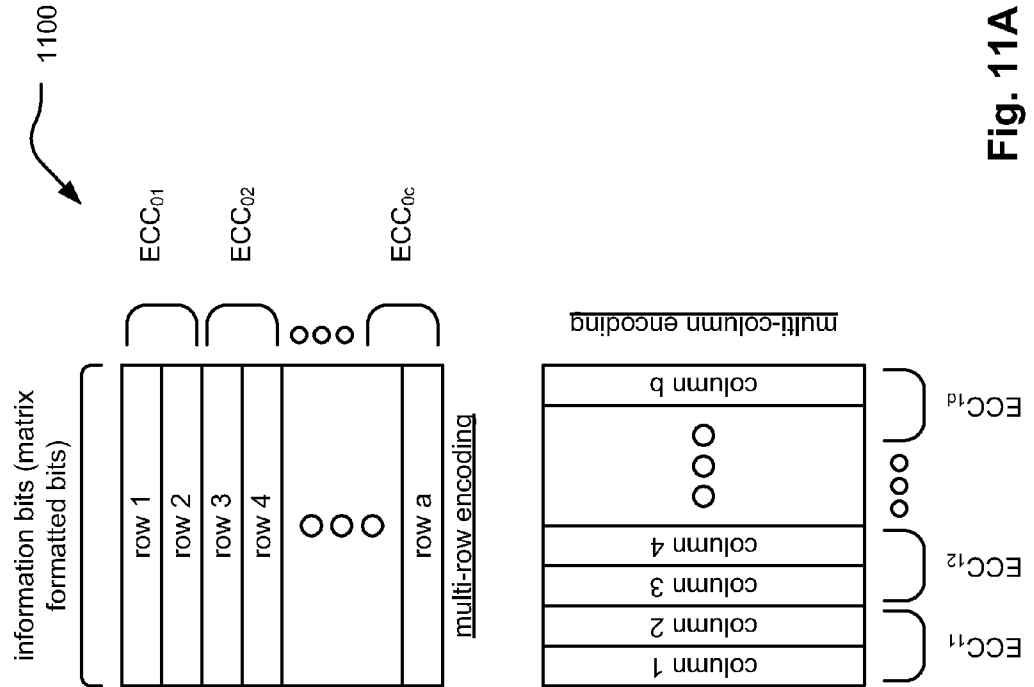 1100
information bits (matrix
formatted bits)
row 1
row 2
row 3
row 4
row a
ECC01
ECC02
ECC0c
multi-row encoding
column 1
column 2
column 3
column 4
column b
ECC11
ECC12
ECC1d
multi-column encoding
Fig. 11A